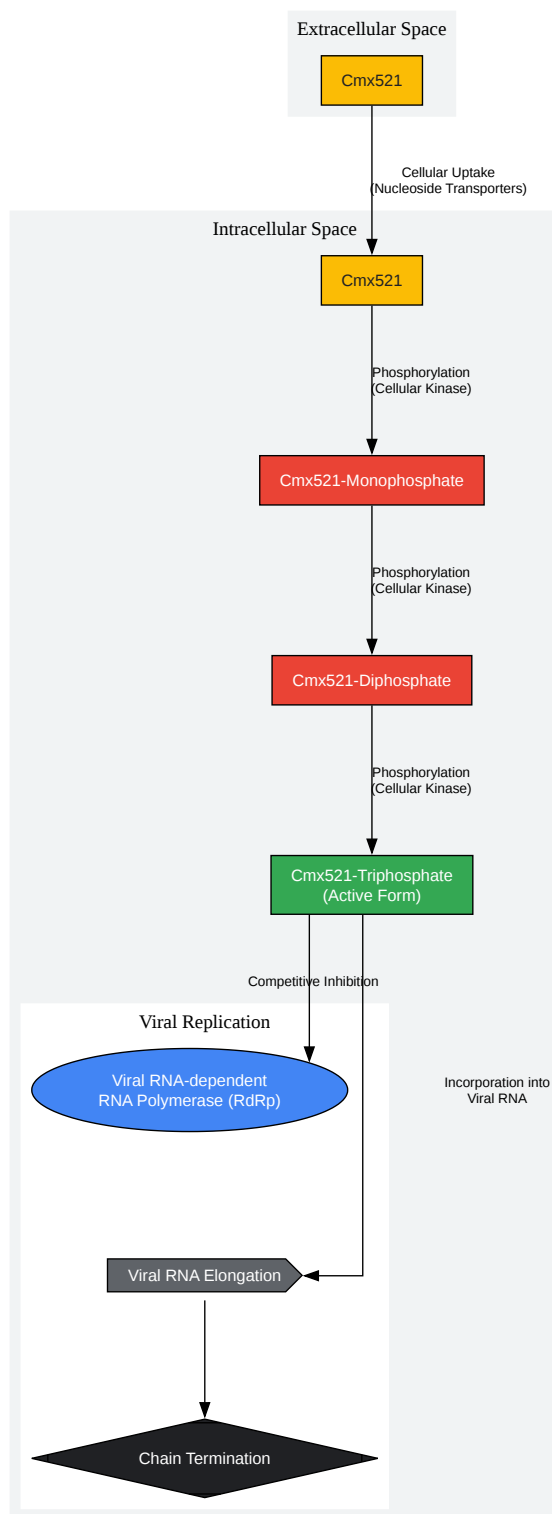 Extracellular Space
Cmx521
Cellular Uptake
(Nucleoside Transporters)
Intracellular Space
Cmx521
Phosphorylation
(Cellular Kinase)
Cmx521-Monophosphate
Phosphorylation
(Cellular Kinase)
Cmx521-Diphosphate
Phosphorylation
(Cellular Kinase)
Cmx521-Triphosphate
(Active Form)
Competitive Inhibition
Viral Replication
Viral RNA-dependent
RNA Polymerase (RdRp)
Incorporation into
Viral RNA
Viral RNA Elongation
Chain Termination